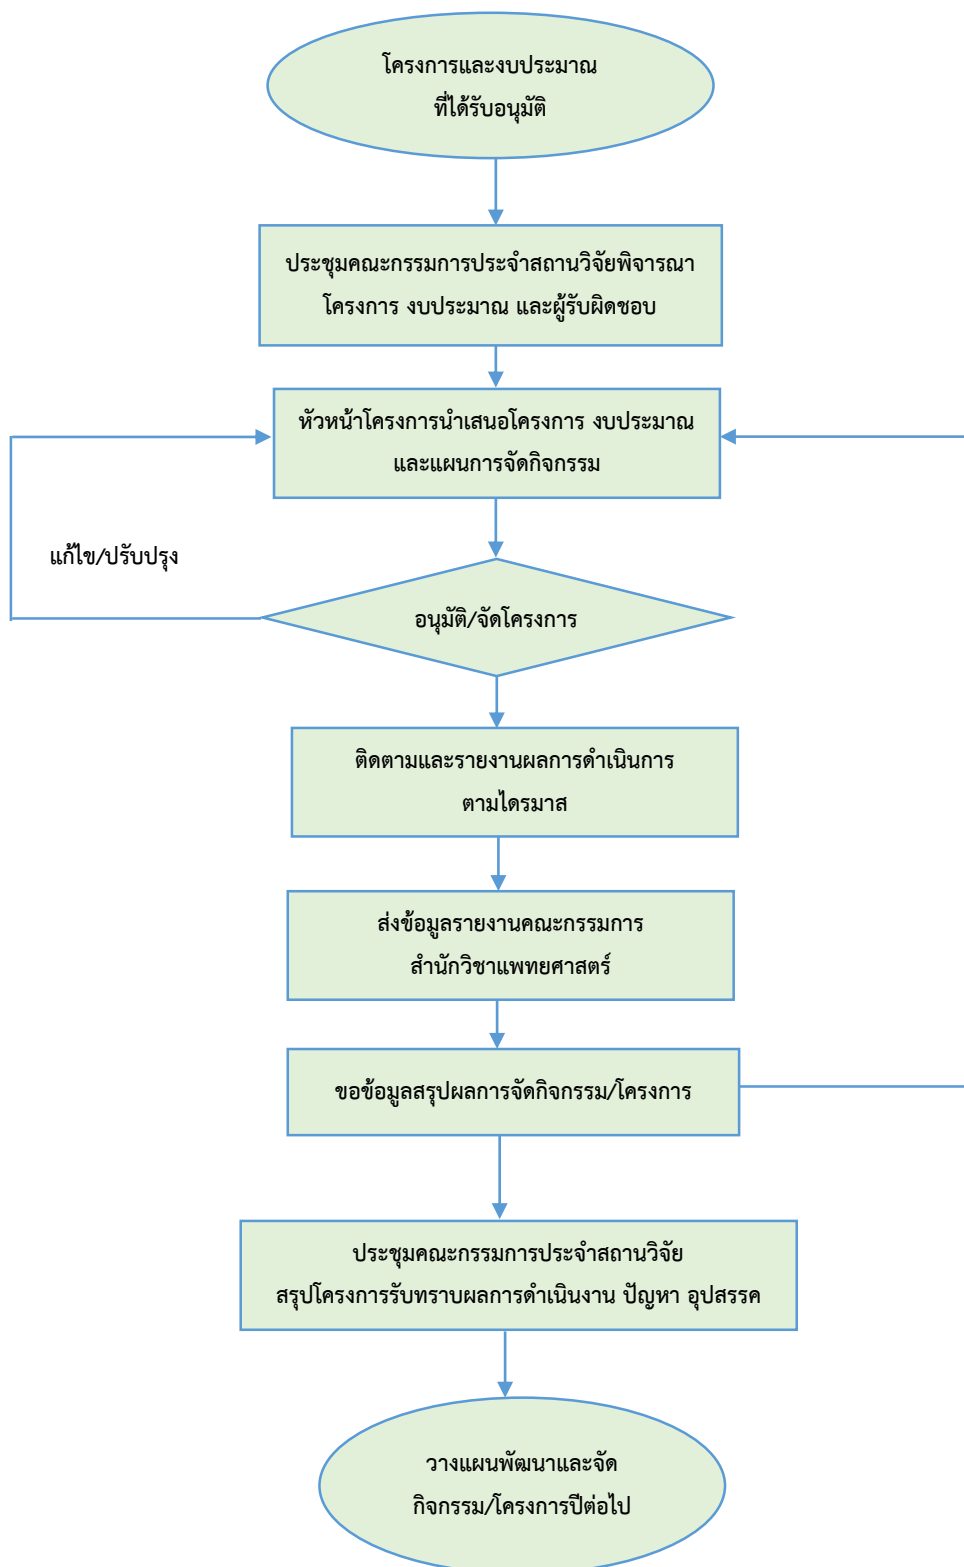 โครงการและงบประมาณ
ที่ได้รับอนุมัติ
ประชุมคณะกรรมการประจำสถานวิจัยพิจารณา
โครงการ งบประมาณ และผู้รับผิดชอบ
หัวหน้าโครงการนำเสนอโครงการ งบประมาณ
และแผนการจัดกิจกรรม
แก้ไข/ปรับปรุง
อนุมัติ/จัดโครงการ
ติดตามและรายงานผลการดำเนินการ
ตามไดรมาส
ส่งข้อมูลรายงานคณะกรรมการ
สำนักวิชาแพทยศาสตร์
ขอข้อมูลสรุปผลการจัดกิจกรรม/โครงการ
ประชุมคณะกรรมการประจำสถานวิจัย
สรุปโครงการรับทราบผลการดำเนินงาน ปัญหา อุปสรรค
วางแผนพัฒนาและจัด
กิจกรรม/โครงการปีต่อไป